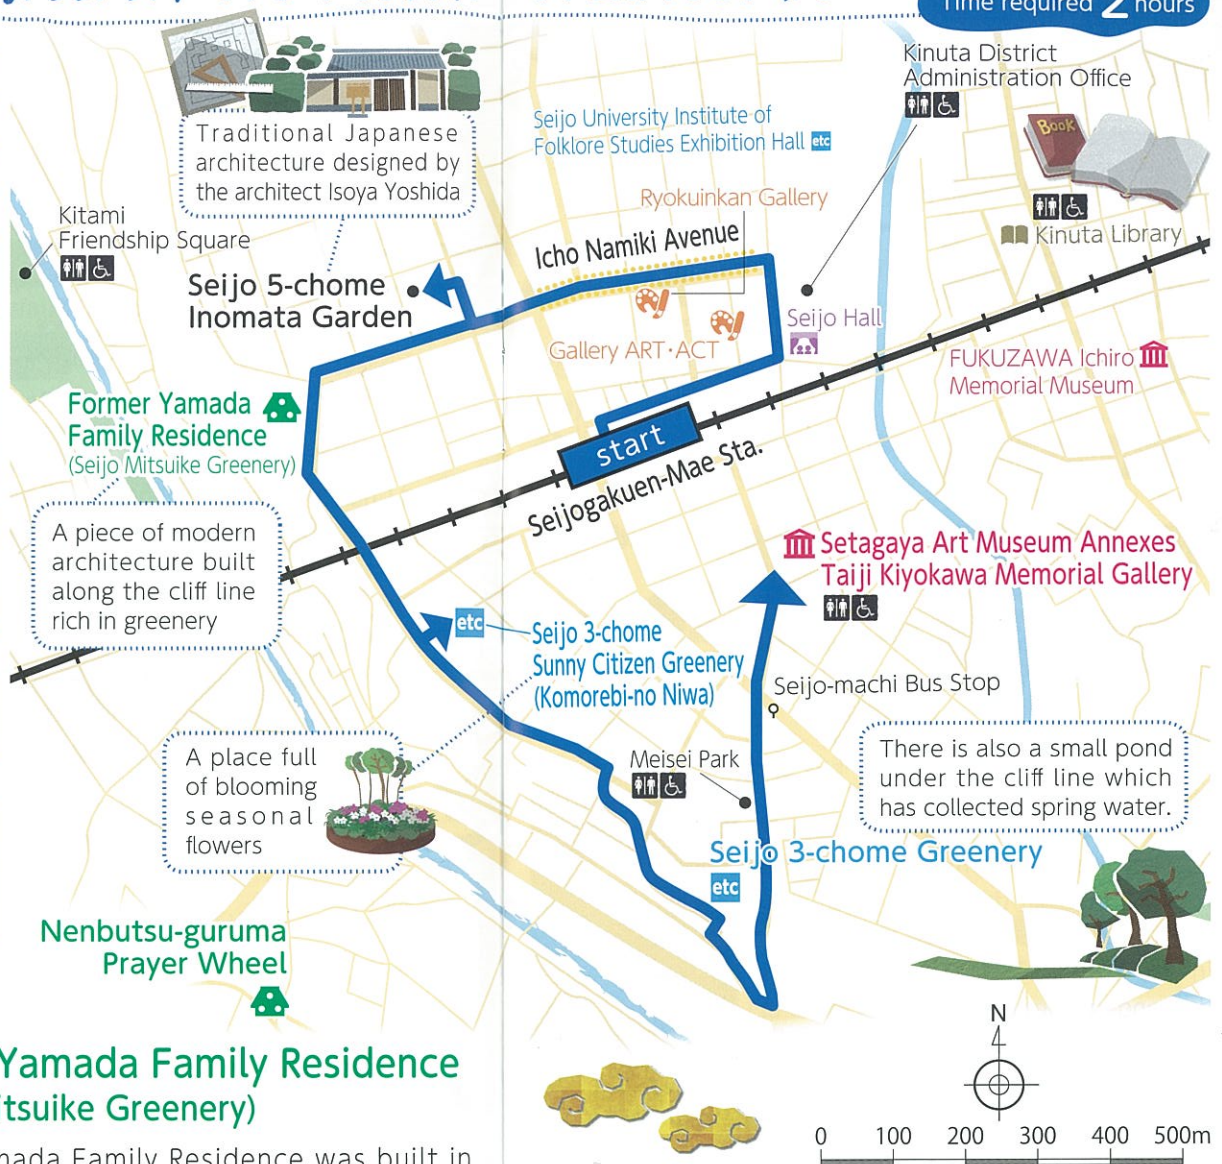 Time required 2 hours
Kinuta District
Administration Office
Traditional Japanese
architecture designed by
the architect Isoya Yoshida
Seijo University Institute of
Folklore Studies Exhibition Hall etc
Book
Ryokuinkan Gallery
Kitami
Friendship Square
Kinuta Library
Icho Namiki Avenue
Seijo 5-chome
Inomata Garden
Seijo Hall
Gallery ART·ACT
FUKUZAWA Ichiro
Memorial Museum
Former Yamada
Family Residence
(Seijo Mitsuike Greenery)
start
Seijogakuen-Mae Sta.
A piece of modern
architecture built
along the cliff line
rich in greenery
Setagaya Art Museum Annexes
Taiji Kiyokawa Memorial Gallery
etc
Seijo 3-chome
Sunny Citizen Greenery
(Komorebi-no Niwa)
Seijo-machi Bus Stop
A place full
of blooming
seasonal
flowers
Meisei Park
There is also a small pond
under the cliff line which
has collected spring water.
Seijo 3-chome Greenery
etc
Nenbutsu-guruma
Prayer Wheel
N
Yamada Family Residence
itsuike Greenery)
mada Family Residence was built in
0 100 200 300 400 500m